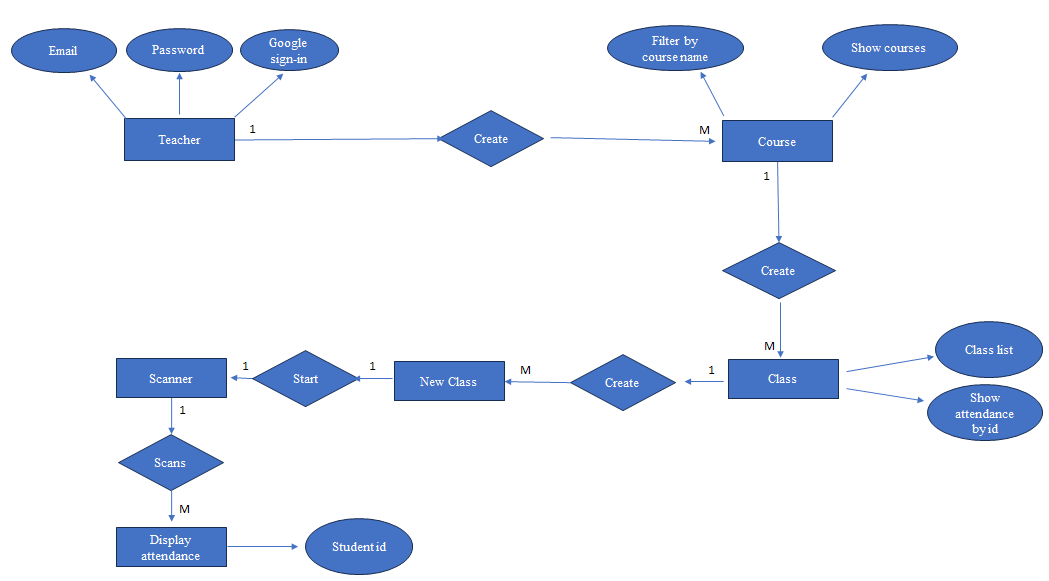 Email
Password
Google
sign-in
Filter by
course name
Show courses
Teacher
1
Create
M
Course
1
Create
M
Class
Class list
Show
attendance
by id
1
Create
M
New Class
1
Start
1
Scanner
1
Scans
M
Display
attendance
Student id